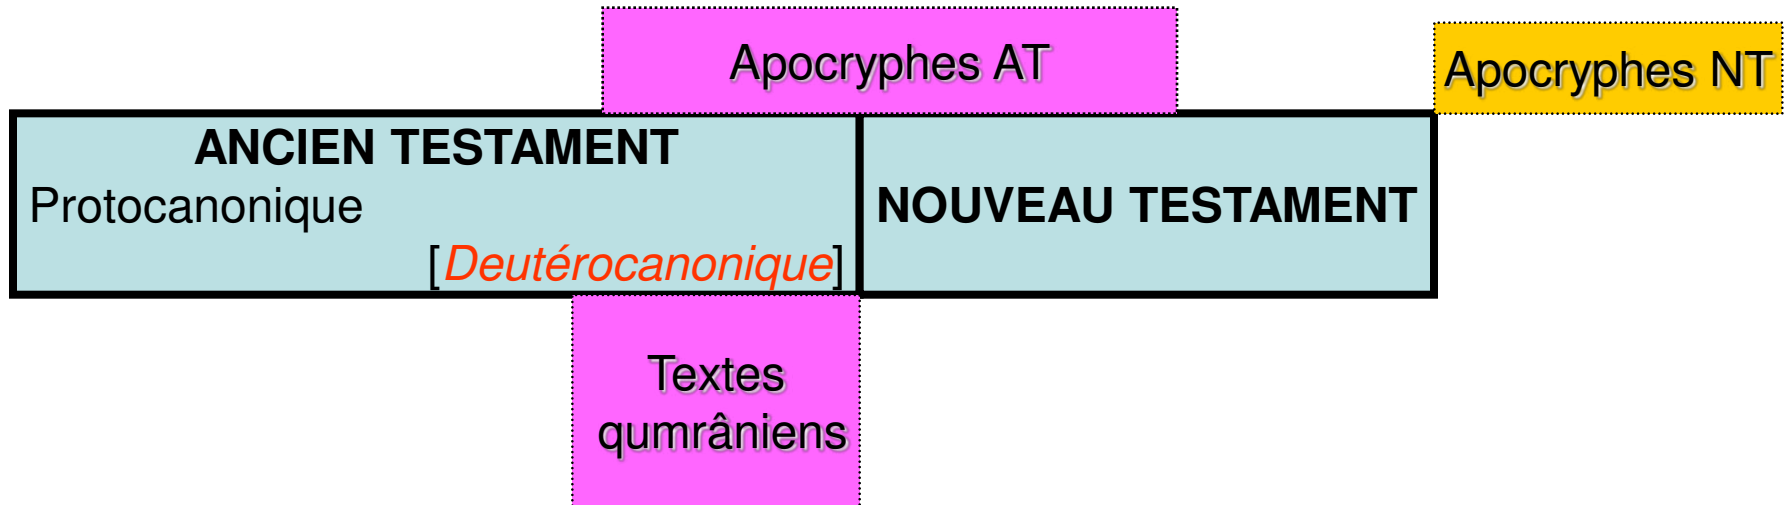 Apocryphes AT
Apocryphes NT
ANCIEN TESTAMENT
Protocanonique
[Deutérocanonique]
NOUVEAU TESTAMENT
Textes
qumrâniens